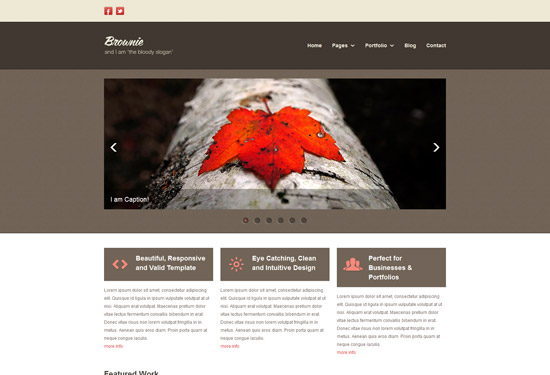 Brownie
and I am "the bloody slogan"
Home Pages Portfolio Blog Contact
I am Caption!
Beautiful, Responsive
and Valid Template
Lorem ipsum dolor sit amet, consectetur adipiscing
elit. Quisque id ligula in ipsum vulputate volutpat at ut
nisi. Aliquam erat volutpat. Maecenas pretium dolor
vitae lectus fermentum convallis bibendum erat in.
Donec vitae risus non lorem volutpat fringilla in a
metus. Aenean quis eros diam. Proin porta quam at
neque congue iaculis.
more info
Eye Catching, Clean
and Intuitive Design
Lorem ipsum dolor sit amet, consectetur adipiscing
elit. Quisque id ligula in ipsum vulputate volutpat at ut
nisi. Aliquam erat volutpat. Maecenas pretium dolor
vitae lectus fermentum convallis bibendum erat in.
Donec vitae risus non lorem volutpat fringilla in a
metus. Aenean quis eros diam. Proin porta quam at
neque congue iaculis.
more info
Perfect for
Businesses &
Portfolios
Lorem ipsum dolor sit amet, consectetur adipiscing
elit. Quisque id ligula in ipsum vulputate volutpat at ut
nisi. Aliquam erat volutpat. Maecenas pretium dolor
vitae lectus fermentum convallis bibendum erat in.
Donec vitae risus non lorem volutpat fringilla in a
metus. Aenean quis eros diam. Proin porta quam at
neque congue iaculis.
more info
Featured Work